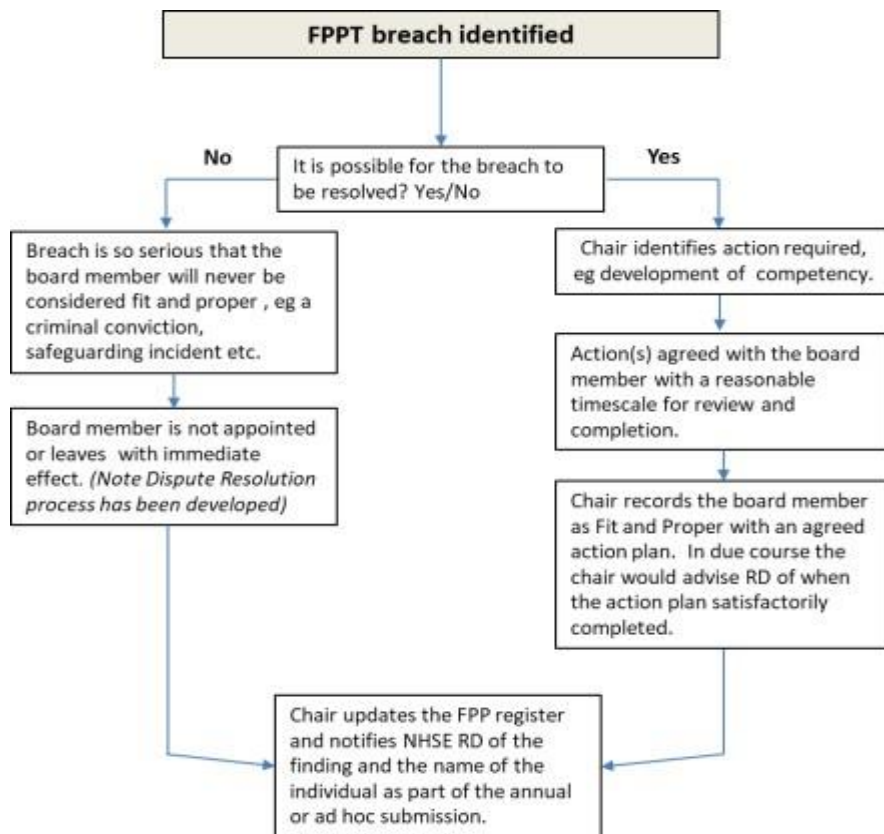 FPPT breach identified
No
It is possible for the breach to
be resolved? Yes/No
Yes
Breach is so serious that the
board member will never be
considered fit and proper , eg a
criminal conviction,
safeguarding incident etc.
Board member is not appointed
or leaves with immediate
effect. (Note Dispute Resolution
process has been developed)
Chair identifies action required,
eg development of competency.
Action(s) agreed with the board
member with a reasonable
timescale for review and
completion.
Chair records the board member
as Fit and Proper with an agreed
action plan. In due course the
chair would advise RD of when
the action plan satisfactorily
completed.
Chair updates the FPP register
and notifies NHSE RD of the
finding and the name of the
individual as part of the annual
or ad hoc submission.